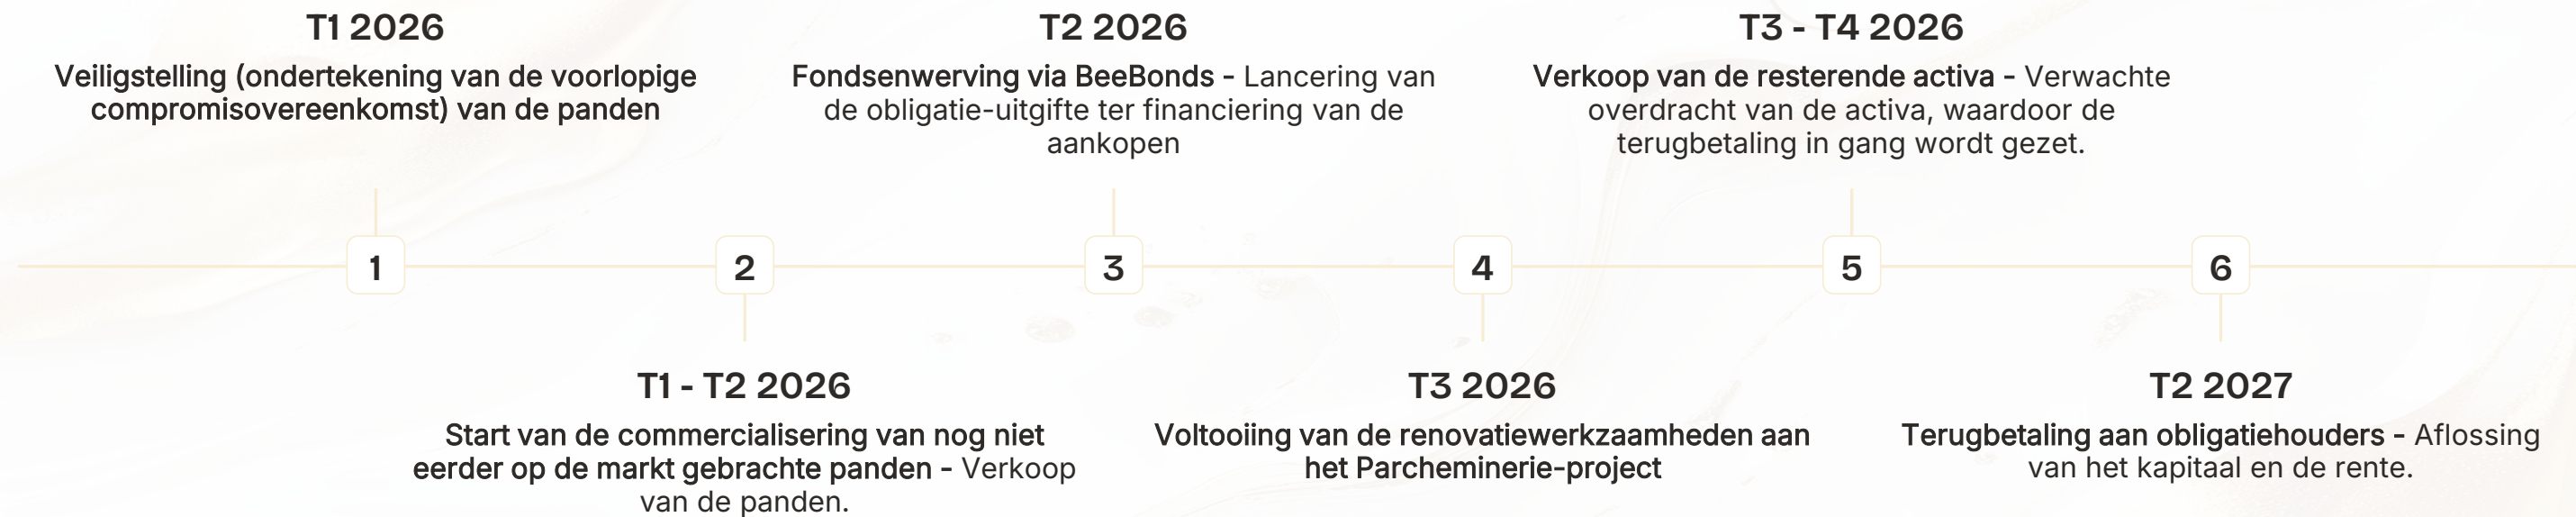 T1 2026
Veiligstelling (ondertekening van de voorlopige
compromisovereenkomst) van de panden
T2 2026
Fondsenwerving via BeeBonds - Lancering van
de obligatie-uitgifte ter financiering van de
aankopen
T3 - T4 2026
Verkoop van de resterende activa - Verwachte
overdracht van de activa, waardoor de
terugbetaling in gang wordt gezet.
1
2
3
4
5
6
T1 - T2 2026
Start van de commercialisering van nog niet
eerder op de markt gebrachte panden - Verkoop
van de panden.
T3 2026
Voltooiing van de renovatiewerkzaamheden aan
het Parcheminerie-project
T2 2027
Terugbetaling aan obligatiehouders - Aflossing
van het kapitaal en de rente.